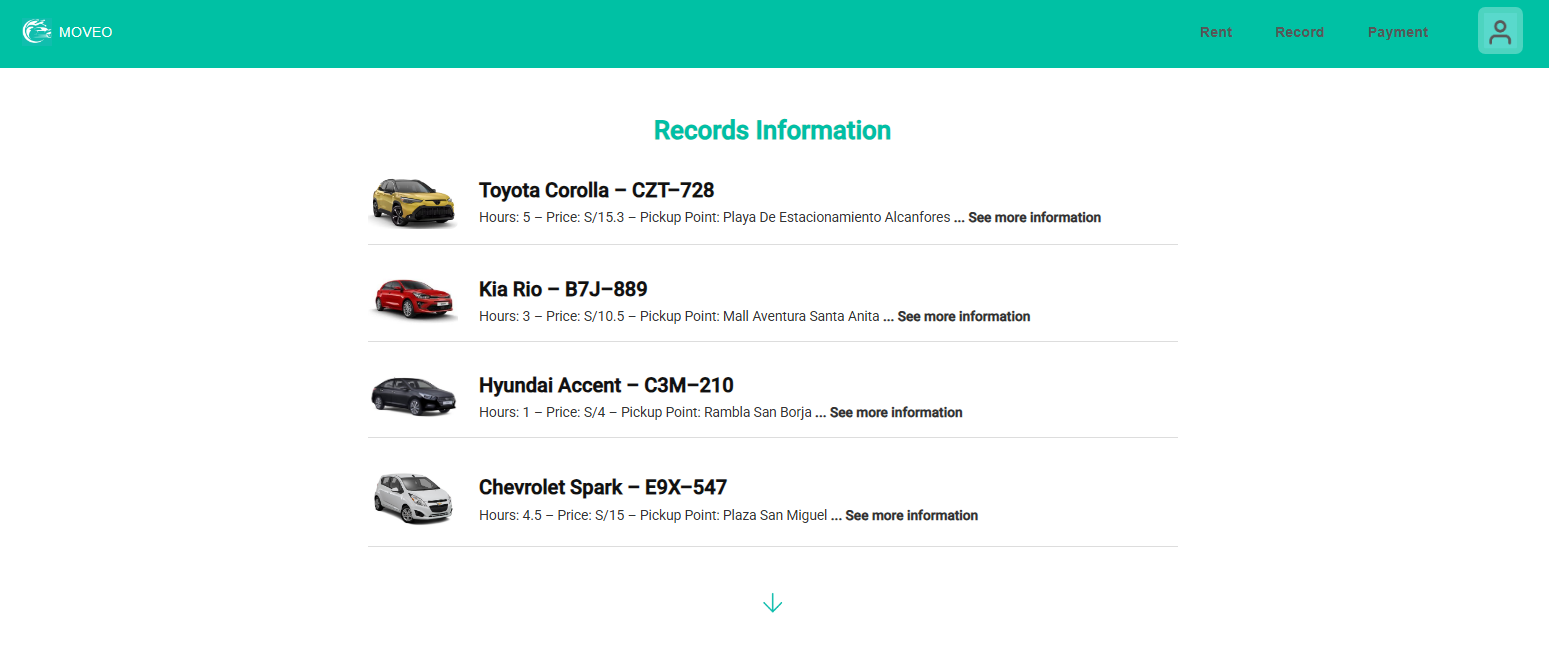 MOVEO
Rent
Record
Payment
Records Information
Toyota Corolla – CZT–728
Hours: 5 – Price: S/15.3 – Pickup Point: Playa De Estacionamiento Alcanfores ... See more information
Kia Rio – B7J–889
Hours: 3 – Price: S/10.5 – Pickup Point: Mall Aventura Santa Anita ... See more information
Hyundai Accent – C3M–210
Hours: 1 – Price: S/4 – Pickup Point: Rambla San Borja ... See more information
Chevrolet Spark – E9X–547
Hours: 4.5 – Price: S/15 – Pickup Point: Plaza San Miguel ... See more information